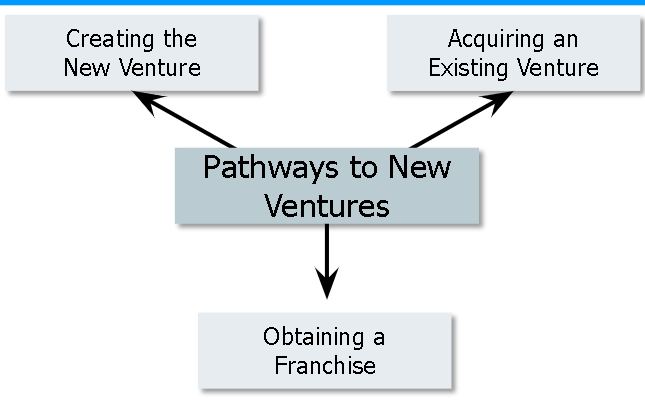 Creating the
New Venture
Acquiring an
Existing Venture
Pathways to New
Ventures
Obtaining a
Franchise